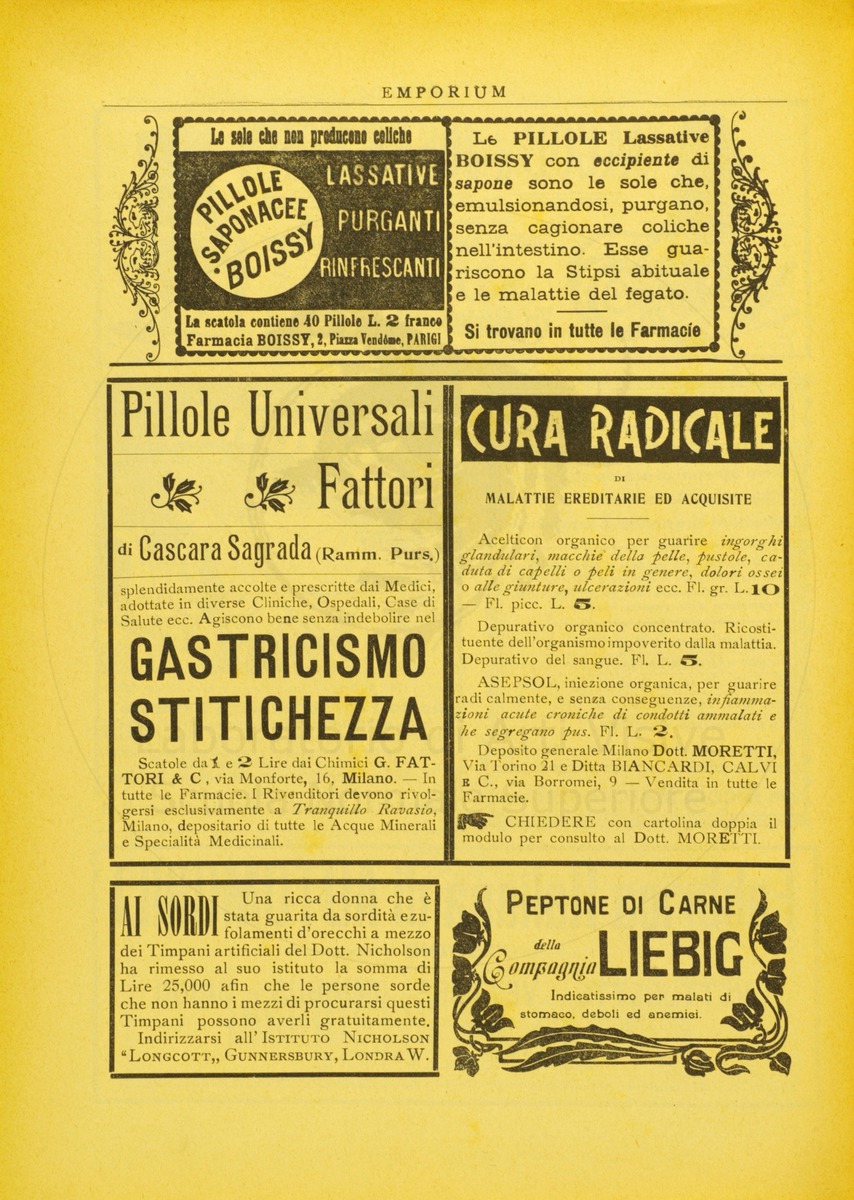 EMPORIUM
Le sole che non producono coliche
PILLOLE
SAPONACEE
BOISSY
LASSATIVE
PURGANTI
RINFRESCANTI
La scatola contiene 40 Pillole L. 2 franco
Farmacia BOISSY, 2, Piazza Vendôme, PARIGI
Le PILLOLE Lassative
BOISSY con eccipiente di
sapone sono le sole che,
emulsionandosi, purgano,
senza cagionare coliche
nell'intestino. Esse gua-
riscono la Stipsi abituale
e le malattie del fegato.
Si trovano in tutte le Farmacie
Pillole Universali
Fattori
di Cascara Sagrada (Ramm. Purs.)
splendidamente accolte e prescritte dai Medici,
adottate in diverse Cliniche, Ospedali, Case di
Salute ecc. Agiscono bene senza indebolire nel
GASTRICISMO
STITICHEZZA
Scatole da 1 e 2 Lire dai Chimici G. FAT-
TORI & C, via Monforte, 16, Milano. — In
tutte le Farmacie. I Rivenditori devono rivol-
gersi esclusivamente a Tranquillo Ravasio,
Milano, depositario di tutte le Acque Minerali
e Specialità Medicinali.
CURA RADICALE
DI
MALATTIE EREDITARIE ED ACQUISITE
Acelticon organico per guarire ingorghi
glandulari, macchie della pelle, pustole, ca-
duta di capelli o peli in genere, dolori ossei
o alle giunture, ulcerazioni ecc. Fl. gr. L. 10
— Fl. picc. L. 5.
Depurativo organico concentrato. Ricosti-
tuente dell'organismo impoverito dalla malattia.
Depurativo del sangue. Fl. L. 5.
ASEPSOL, iniezione organica, per guarire
radi calmente, e senza conseguenze, infiamma-
zioni acute croniche di condotti ammalati e
he segregano pus. Fl. L. 2.
Deposito generale Milano Dott. MORETTI,
Via Torino 21 e Ditta BIANCARDI, CALVI
E C., via Borromei, 9 — Vendita in tutte le
Farmacie.
CHIEDERE con cartolina doppia il
modulo per consulto al Dott. MORETTI.
AI SORDI Una ricca donna che è
stata guarita da sordità e zu-
folamenti d'orecchi a mezzo
dei Timpani artificiali del Dott. Nicholson
ha rimesso al suo istituto la somma di
Lire 25,000 afin che le persone sorde
che non hanno i mezzi di procurarsi questi
Timpani possono averli gratuitamente.
Indirizzarsi all' ISTITUTO NICHOLSON
"LONGCOTT„, GUNNERSBURY, LONDRA W.
PEPTONE DI CARNE
della
Compagnia LIEBIG
Indicatissimo per malati di
stomaco, deboli ed anemici.